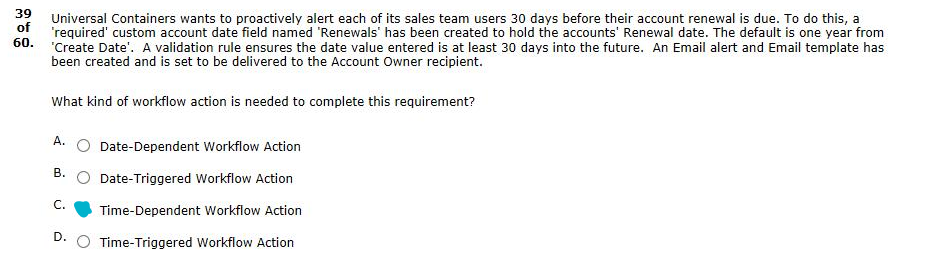 39 of 60.
Universal Containers wants to proactively alert each of its sales team users 30 days before their account renewal is due. To do this, a
'required' custom account date field named 'Renewals' has been created to hold the accounts' Renewal date. The default is one year from
'Create Date'. A validation rule ensures the date value entered is at least 30 days into the future. An Email alert and Email template has
been created and is set to be delivered to the Account Owner recipient.
What kind of workflow action is needed to complete this requirement?
A. Date-Dependent Workflow Action
B. Date-Triggered Workflow Action
C. Time-Dependent Workflow Action
D. Time-Triggered Workflow Action